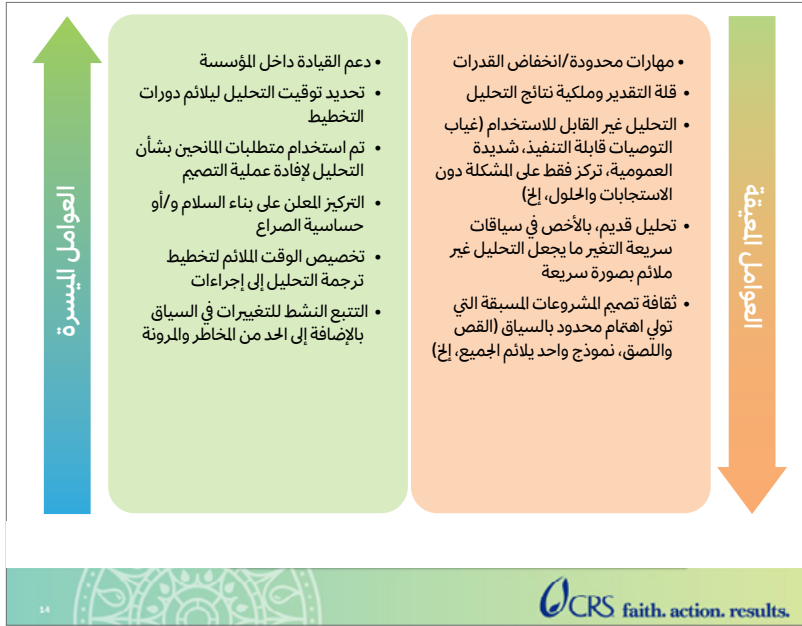 العوامل المعيقة
• مهارات محدودة/انخفاض القدرات
• قلة التقدير وملكية نتائج التحليل
• التحليل غير القابل للاستخدام (غياب
التوصيات قابلة التنفيذ، شديدة
العمومية، تركز فقط على المشكلة دون
الاستجابات والحلول، إلخ)
• تحليل قديم، بالأخص في سياقات
سريعة التغير ما يجعل التحليل غير
ملائم بصورة سريعة
• ثقافة تصميم المشروعات المسبقة التي
تولي اهتمام محدود بالسياق (القص
واللصق، نموذج واحد يلائم الجميع، إلخ)
• دعم القيادة داخل المؤسسة
• تحديد توقيت التحليل ليلائم دورات
التخطيط
• تم استخدام متطلبات المانحين بشأن
التحليل لإفادة عملية التصميم
• التركيز المعلن على بناء السلام و/أو
حساسية الصراع
• تخصيص الوقت الملائم لتخطيط
ترجمة التحليل إلى إجراءات
• التتبع النشط للتغييرات في السياق
بالإضافة إلى الحد من المخاطر والمرونة
العوامل الميسرة
14
CRS faith. action. results.